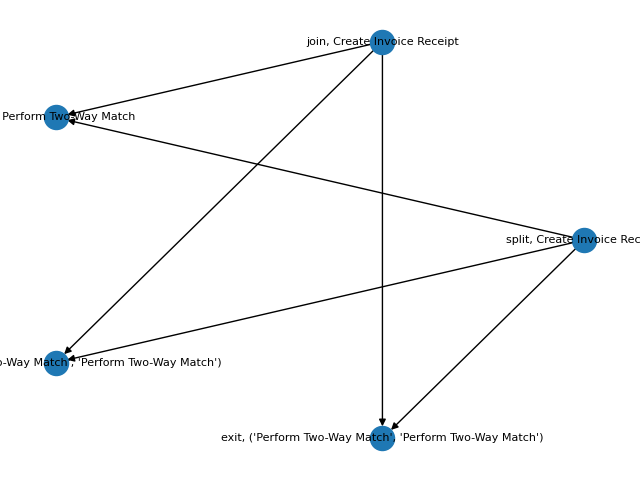 join, Create Invoice Receipt
Perform Two-Way Match
split, Create Invoice Rec
o-Way Match', 'Perform Two-Way Match')
exit, ('Perform Two-Way Match', 'Perform Two-Way Match')